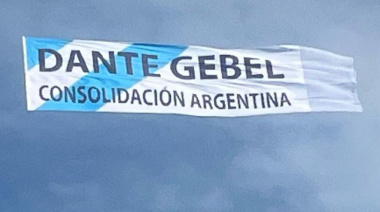 DANTE GEBEL
CONSOLIDACIÓN ARGENTINA